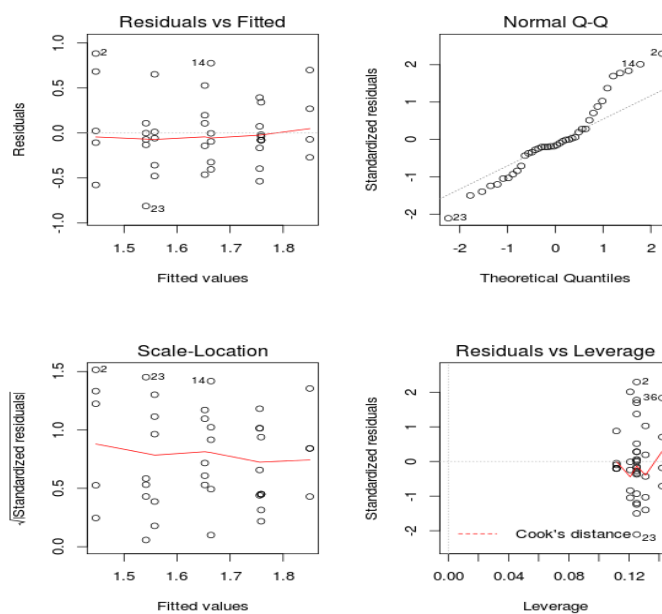 Residuals vs Fitted
Residuals
1.0
0.5
0.0
-0.5
-1.0
2
14
23
1.5 1.6 1.7 1.8
Fitted values
Normal Q-Q
Standardized residuals
2
1
0
-1
-2
14
2
23
-2 -1 0 1 2
Theoretical Quantiles
Scale-Location
√|Standardized residuals|
1.5
1.0
0.5
0.0
2
23
14
1.5 1.6 1.7 1.8
Fitted values
Residuals vs Leverage
Standardized residuals
2
1
0
-1
-2
2
36
Cook's distance
23
0.00 0.04 0.08 0.12
Leverage